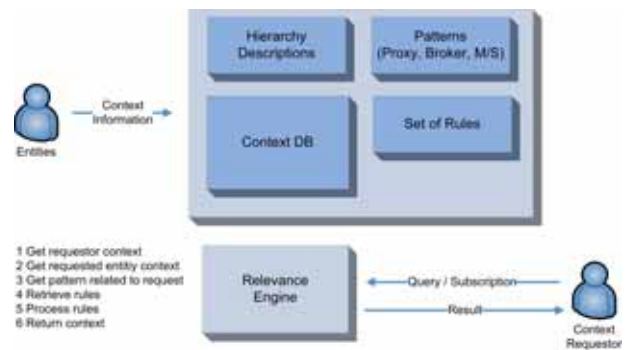 Hierarchy
Descriptions
Patterns
(Proxy, Broker, M/S)
Context
Information
Entities
Context DB
Set of Rules
1 Get requestor context
2 Get requested entitiy context
3 Get pattern related to request
4 Retrieve rules
5 Process rules
6 Return context
Relevance
Engine
Query / Subscription
Result
Context
Requestor